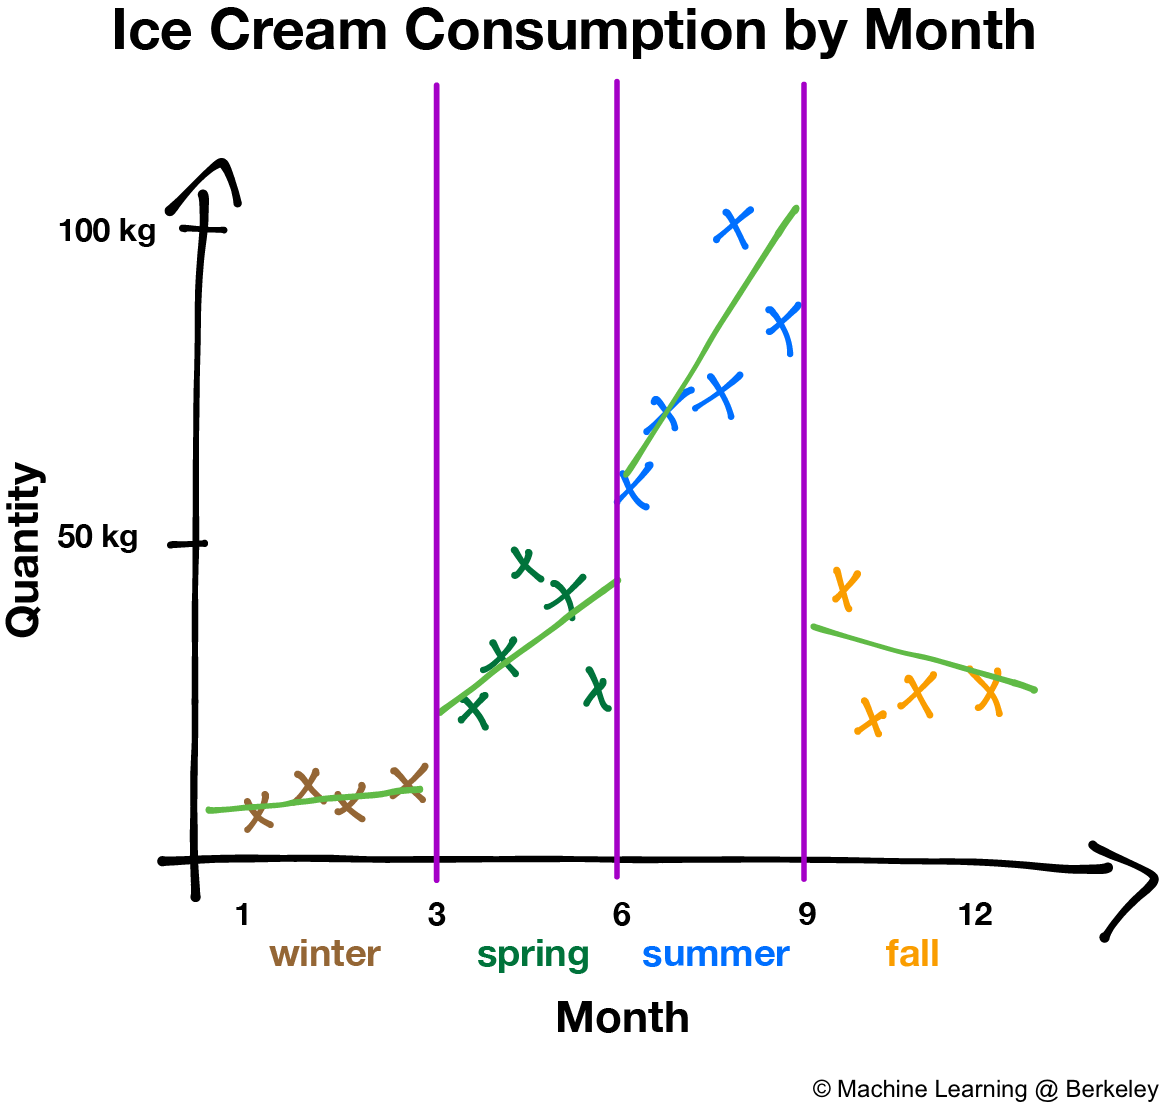 Ice Cream Consumption by Month
100 kg
50 kg
Quantity
1 3 6 9 12
winter spring summer fall
Month
© Machine Learning @ Berkeley